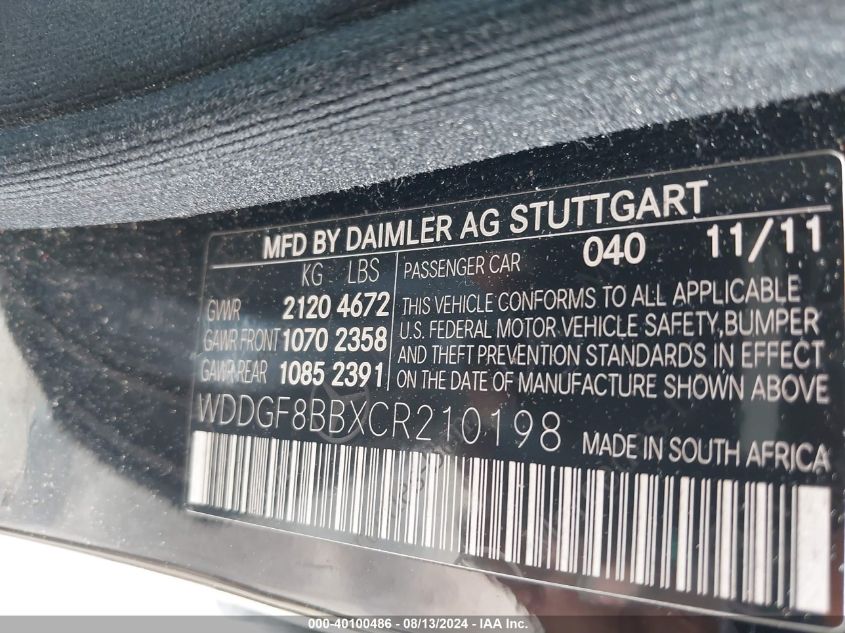 MFD BY DAIMLER AG STUTTGART
KG LBS
GVWR 2120 4672
GAWR FRONT 1070 2358
GAWR REAR 1085 2391
PASSENGER CAR 040 11/11
THIS VEHICLE CONFORMS TO ALL APPLICABLE
U.S. FEDERAL MOTOR VEHICLE SAFETY,BUMPER
AND THEFT PREVENTION STANDARDS IN EFFECT
ON THE DATE OF MANUFACTURE SHOWN ABOVE
WDDGF8BBXCR210198
MADE IN SOUTH AFRICA
000-40100486 - 08/13/2024 - IAA Inc.